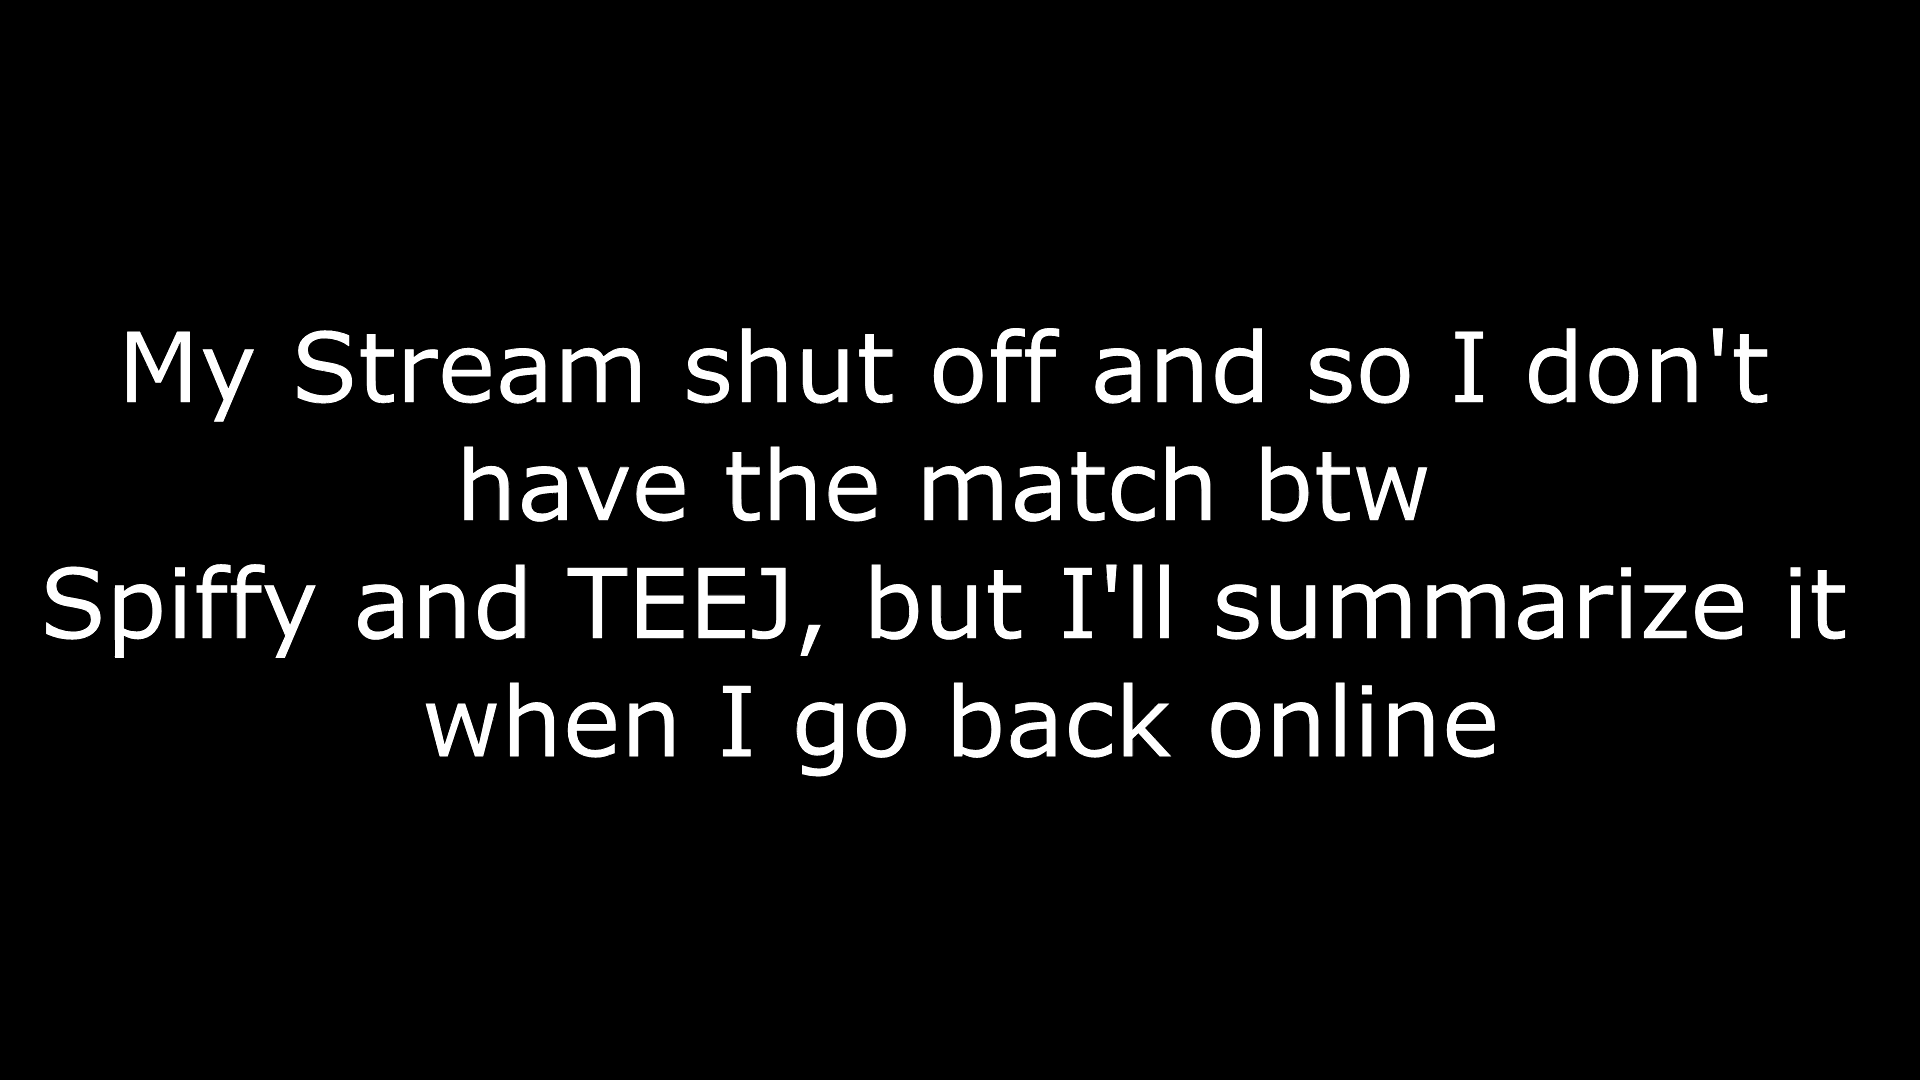 My Stream shut off and so I don't
have the match btw
Spiffy and TEEJ, but I'll summarize it
when I go back online